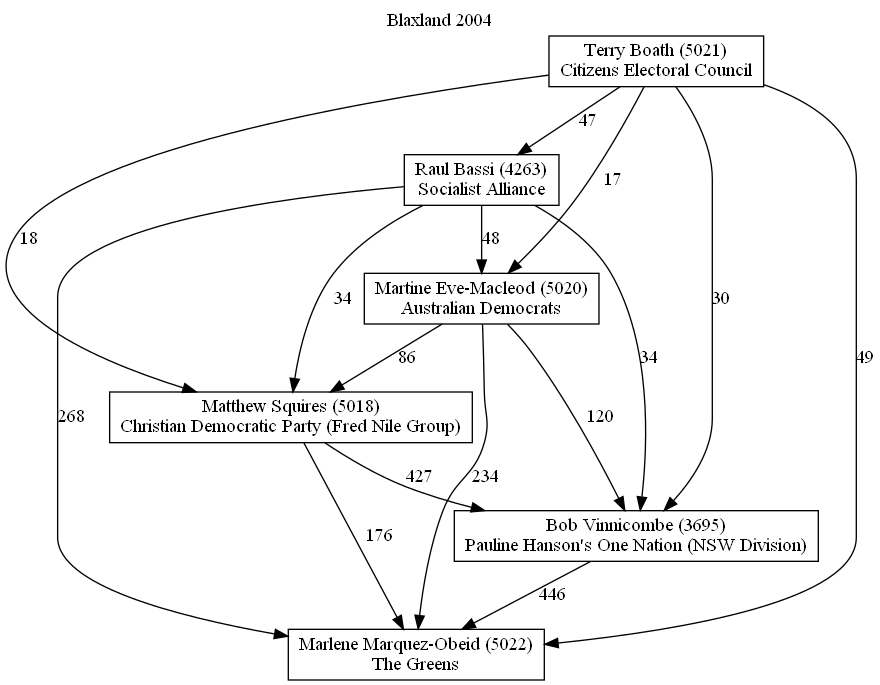 Blaxland 2004
Terry Boath (5021)
Citizens Electoral Council
47
Raul Bassi (4263)
Socialist Alliance
17
18
48
34
30
Martine Eve-Macleod (5020)
Australian Democrats
86
34
49
Matthew Squires (5018)
Christian Democratic Party (Fred Nile Group)
268
120
427
234
176
Bob Vinnicombe (3695)
Pauline Hanson's One Nation (NSW Division)
446
Marlene Marquez-Obeid (5022)
The Greens